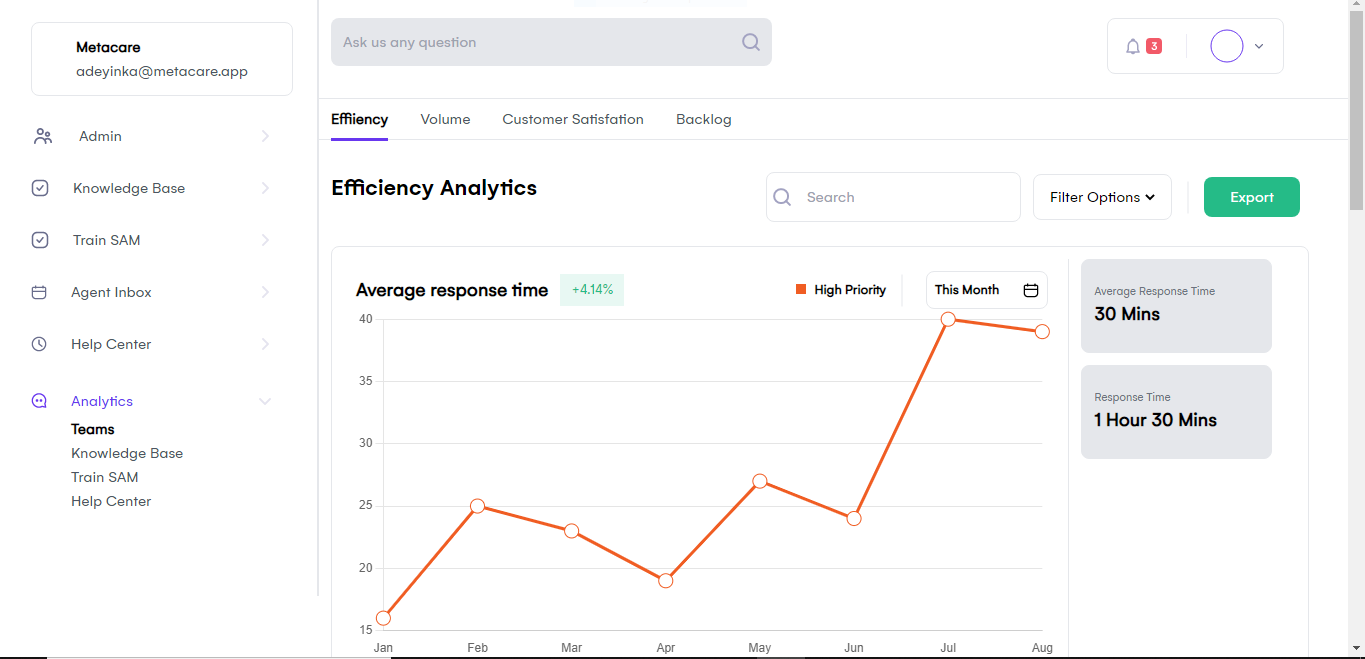 Metacare
adeyinka@metacare.app
Admin
Knowledge Base
Train SAM
Agent Inbox
Help Center
Analytics
Teams
Knowledge Base
Train SAM
Help Center
Ask us any question
3
Effiiency Volume Customer Satisfation Backlog
Efficiency Analytics
Search
Filter Options
Export
Average response time +4.14%
High Priority
This Month
40
35
30
25
20
15
Jan Feb Mar Apr May Jun Jul Aug
Average Response Time
30 Mins
Response Time
1 Hour 30 Mins